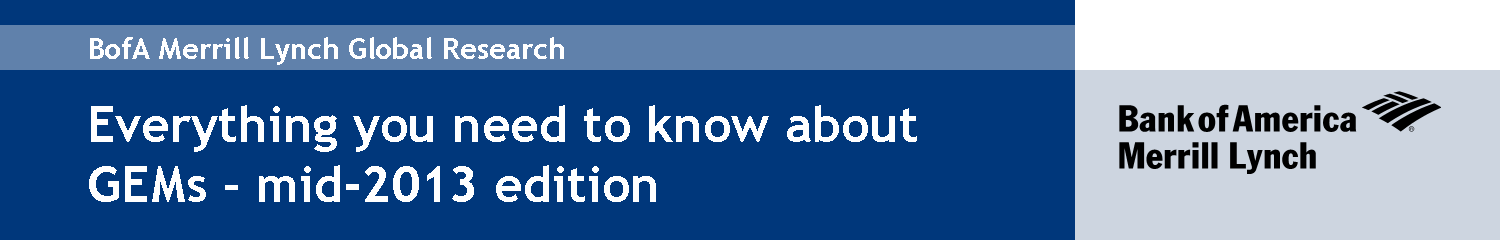 BofA Merrill Lynch Global Research
Everything you need to know about
GEMs – mid-2013 edition
Bank of America
Merrill Lynch